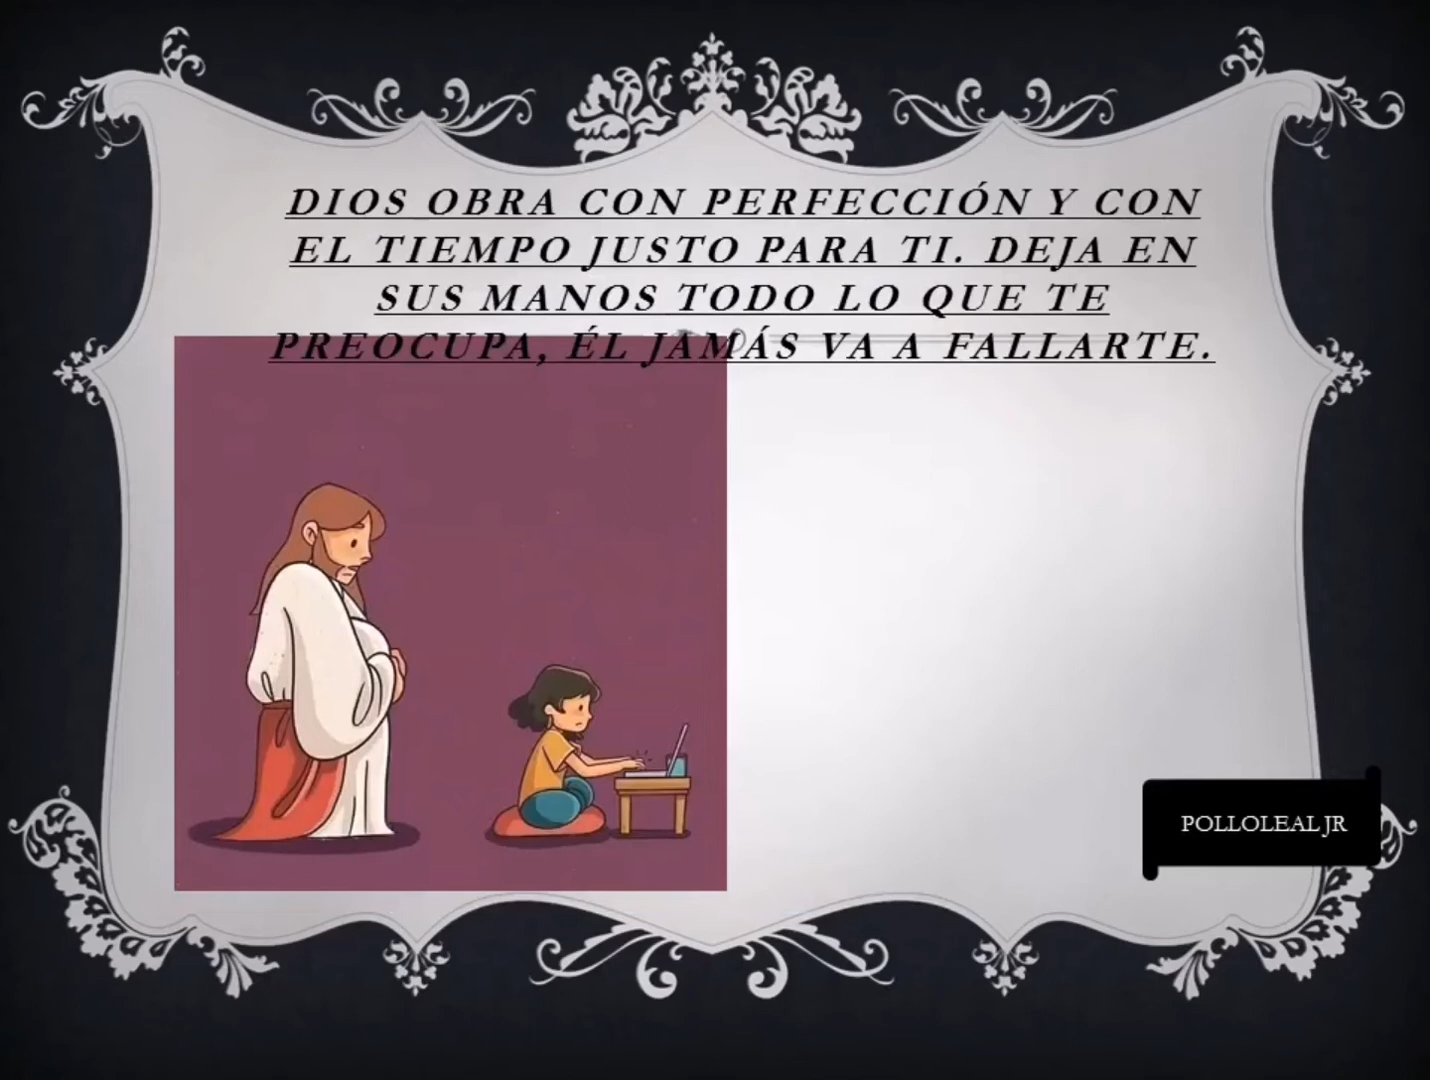 DIOS OBRA CON PERFECCIÓN Y CON
EL TIEMPO JUSTO PARA TI. DEJA EN
SUS MANOS TODO LO QUE TE
PREOCUPA, ÉL JAMÁS VA A FALLARTE.
POLLOLEAL JR